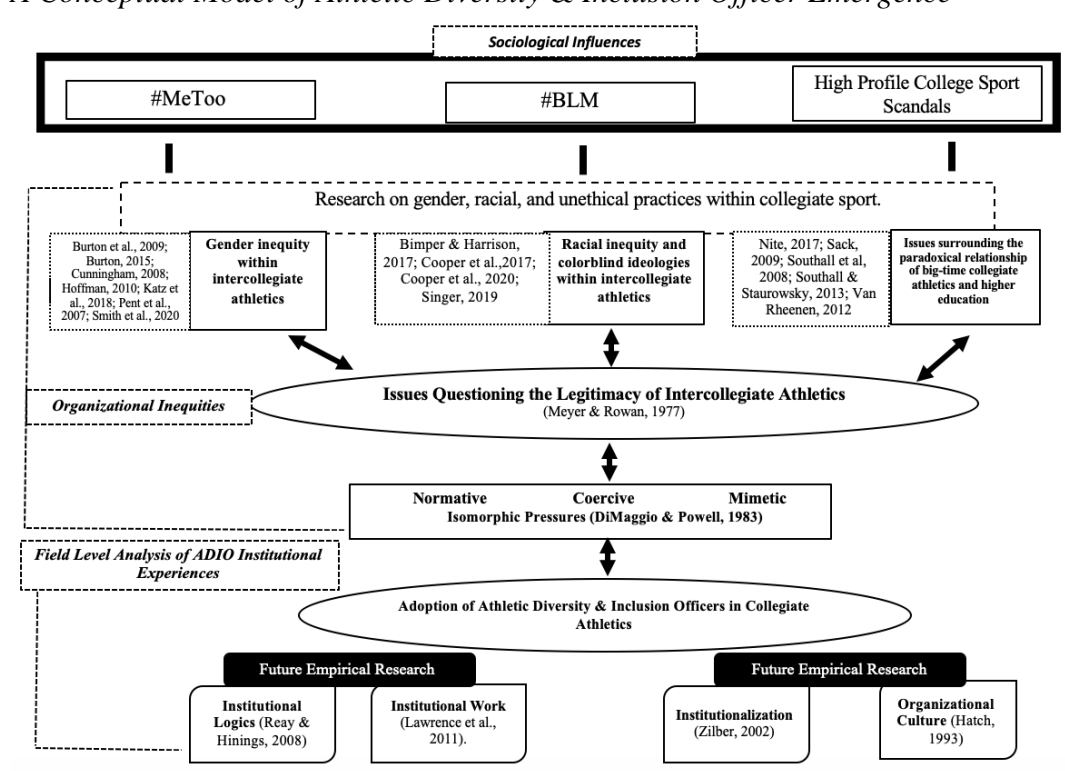 A Conceptual Model of Athletic Diversity & Inclusion Officer Emergence
Sociological Influences
#MeToo
#BLM
High Profile College Sport
Scandals
Research on gender, racial, and unethical practices within collegiate sport.
Burton et al., 2009;
Burton, 2015;
Cunningham, 2008;
Hoffman, 2010; Katz et
al., 2018; Pent et al.,
2007; Smith et al., 2020
Gender inequity
within
intercollegiate
athletics
Bimper & Harrison,
2017; Cooper et al.,2017;
Cooper et al., 2020;
Singer, 2019
Racial inequity and
colorblind ideologies
within intercollegiate
athletics
Nite, 2017; Sack,
2009; Southall et al,
2008; Southall &
Staurowsky, 2013; Van
Rheenen, 2012
Issues surrounding the
paradoxical relationship
of big-time collegiate
athletics and higher
education
Organizational Inequities
Issues Questioning the Legitimacy of Intercollegiate Athletics
(Meyer & Rowan, 1977)
Normative Coercive Mimetic
Isomorphic Pressures (DiMaggio & Powell, 1983)
Field Level Analysis of ADIO Institutional
Experiences
Adoption of Athletic Diversity & Inclusion Officers in Collegiate
Athletics
Future Empirical Research
Institutional
Logics (Reay &
Hinings, 2008)
Institutional Work
(Lawrence et al.,
2011).
Future Empirical Research
Institutionalization
(Zilber, 2002)
Organizational
Culture (Hatch,
1993)